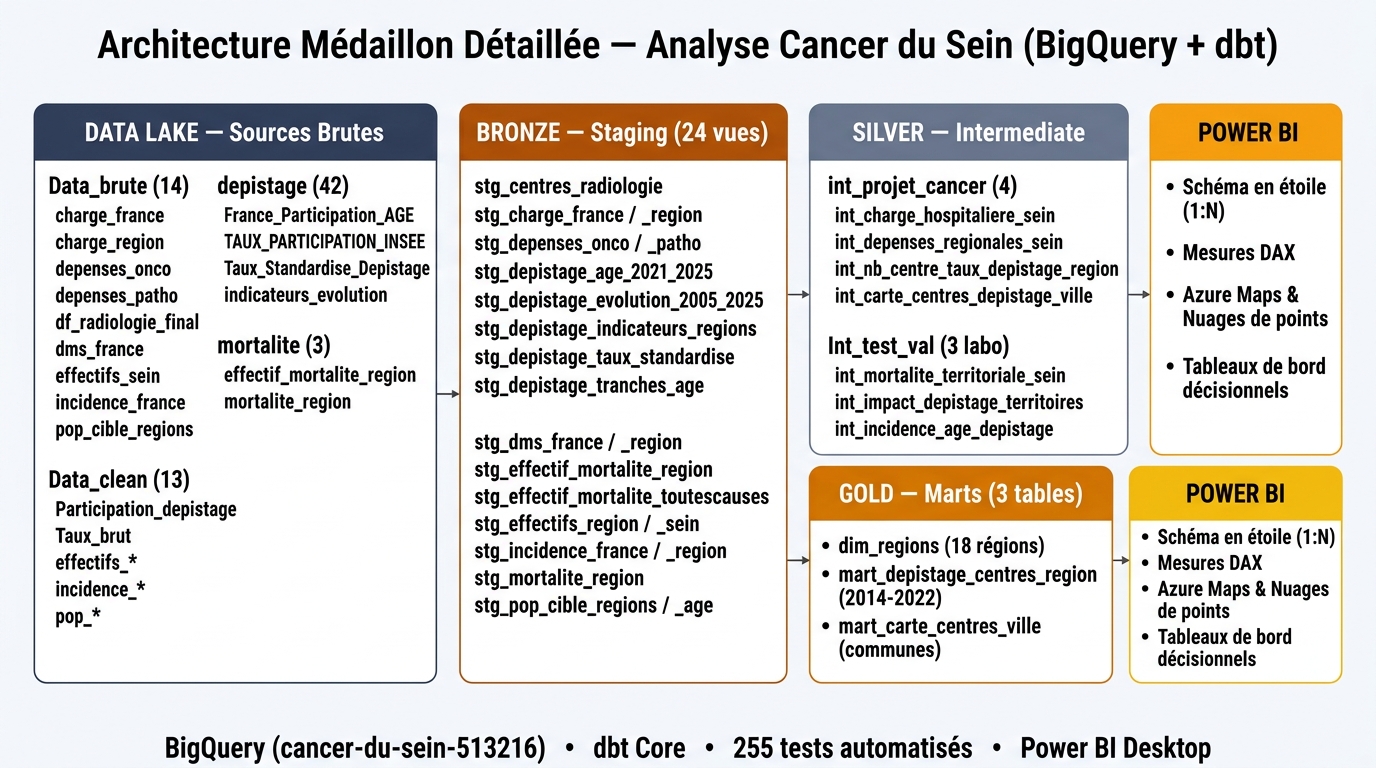 Architecture Médaillon Détaillée — Analyse Cancer du Sein (BigQuery + dbt)
DATA LAKE — Sources Brutes
Data_brute (14)
charge_france
charge_region
depenses_onco
depenses_patho
df_radiologie_final
dms_france
effectifs_sein
incidence_france
pop_cible_regions
Data_clean (13)
Participation_depistage
Taux_brut
effectifs_*
incidence_*
pop_*
depistage (42)
France_Participation_AGE
TAUX_PARTICIPATION_INSEE
Taux_Standardise_Depistage
indicateurs_evolution
mortalite (3)
effectif_mortalite_region
mortalite_region
BRONZE — Staging (24 vues)
stg_centres_radiologie
stg_charge_france / _region
stg_depenses_onco / _patho
stg_depistage_age_2021_2025
stg_depistage_evolution_2005_2025
stg_depistage_indicateurs_regions
stg_depistage_taux_standardise
stg_depistage_tranches_age
stg_dms_france / _region
stg_effectif_mortalite_region
stg_effectif_mortalite_toutescauses
stg_effectifs_region / _sein
stg_incidence_france / _region
stg_mortalite_region
stg_pop_cible_regions / _age
SILVER — Intermediate
int_projet_cancer (4)
int_charge_hospitaliere_sein
int_depenses_regionales_sein
int_nb_centre_taux_depistage_region
int_carte_centres_depistage_ville
Int_test_val (3 labo)
int_mortalite_territoriale_sein
int_impact_depistage_territoires
int_incidence_age_depistage
POWER BI
• Schéma en étoile
(1:N)
• Mesures DAX
• Azure Maps &
Nuages de points
• Tableaux de bord
décisionnels
GOLD — Marts (3 tables)
• dim_regions (18 régions)
• mart_depistage_centres_region
(2014-2022)
• mart_carte_centres_ville
(communes)
POWER BI
• Schéma en étoile (1:N)
• Mesures DAX
• Azure Maps & Nuages
de points
• Tableaux de bord
décisionnels
BigQuery (cancer-du-sein-513216) • dbt Core • 255 tests automatisés • Power BI Desktop